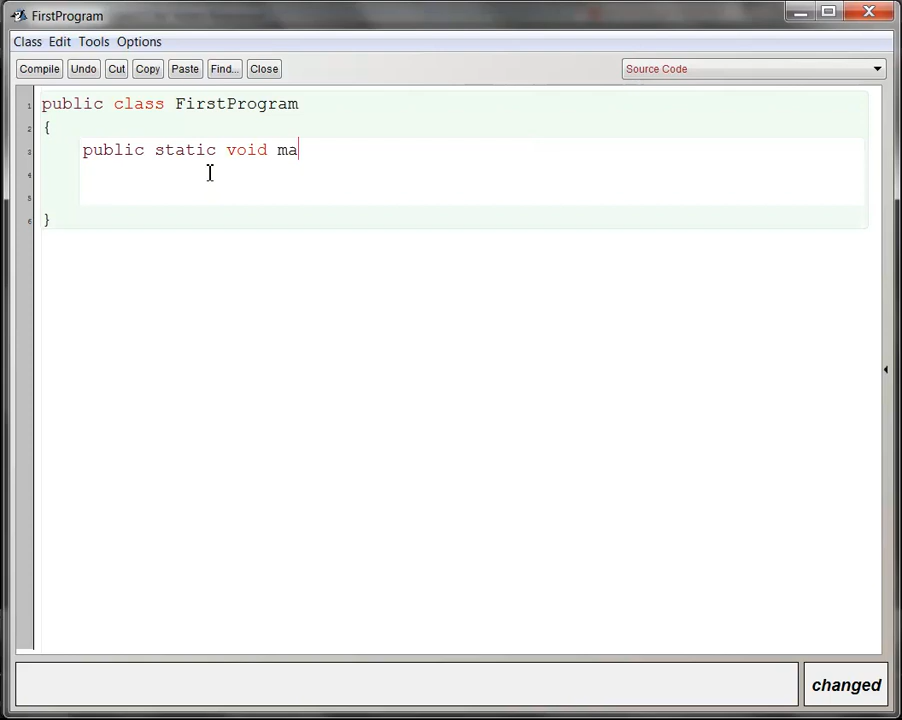 FirstProgram
Class Edit Tools Options
Compile Undo Cut Copy Paste Find... Close Source Code
1 public class FirstProgram
2 {
3 public static void ma
4
5
6 }
changed